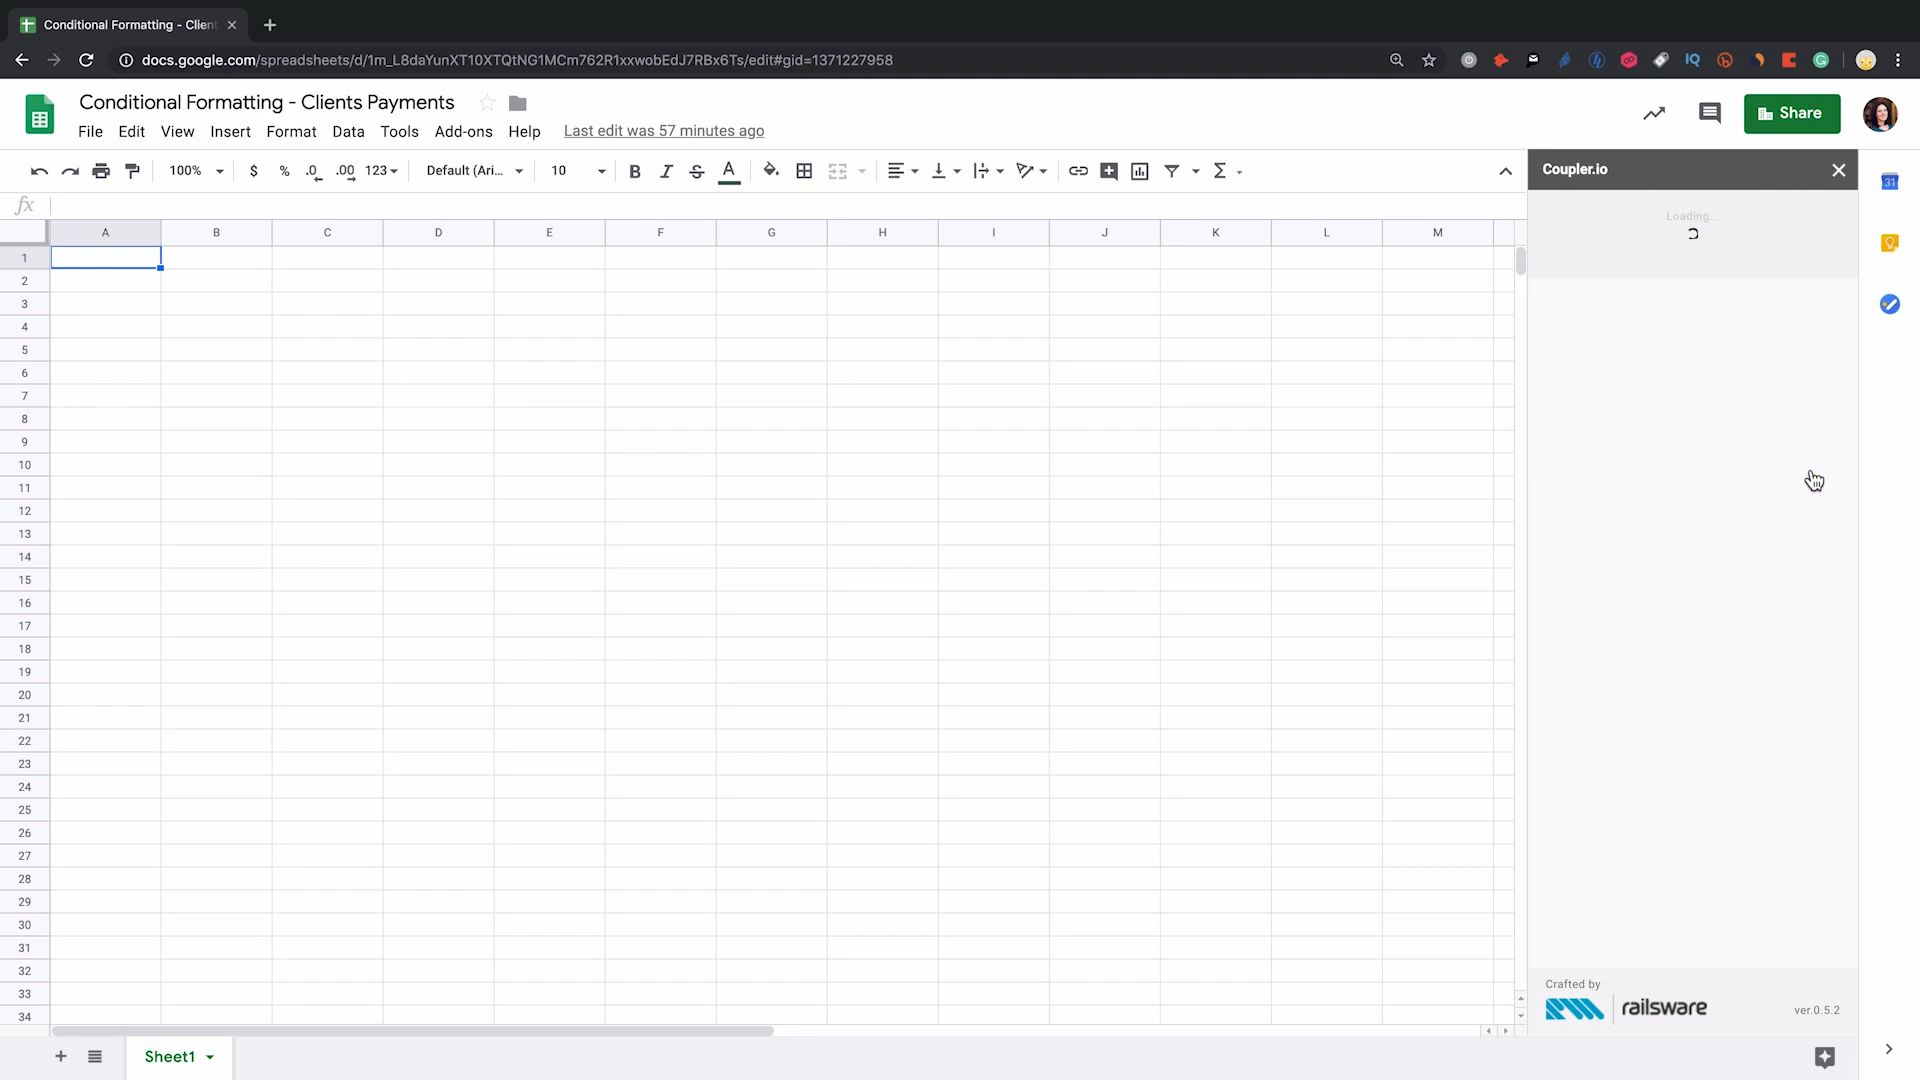 Conditional Formatting - Client
docs.google.com/spreadsheets/d/1m_L8daYunXT10XTQtNG1MCm762R1xxwobEdJ7RBx6Ts/edit#gid=1371227958
Conditional Formatting - Clients Payments
File Edit View Insert Format Data Tools Add-ons Help Last edit was 57 minutes ago
Share
100% $ % .0 .00 123 Default (Ari... 10 B I S A Σ
fx
Coupler.io
Loading...
31
IQ
A B C D E F G H I J K L M
1
2
3
4
5
6
7
8
9
10
11
12
13
14
15
16
17
18
19
20
21
22
23
24
25
26
27
28
29
30
31
32
33
34
Crafted by
railsware
ver.0.5.2
Sheet1